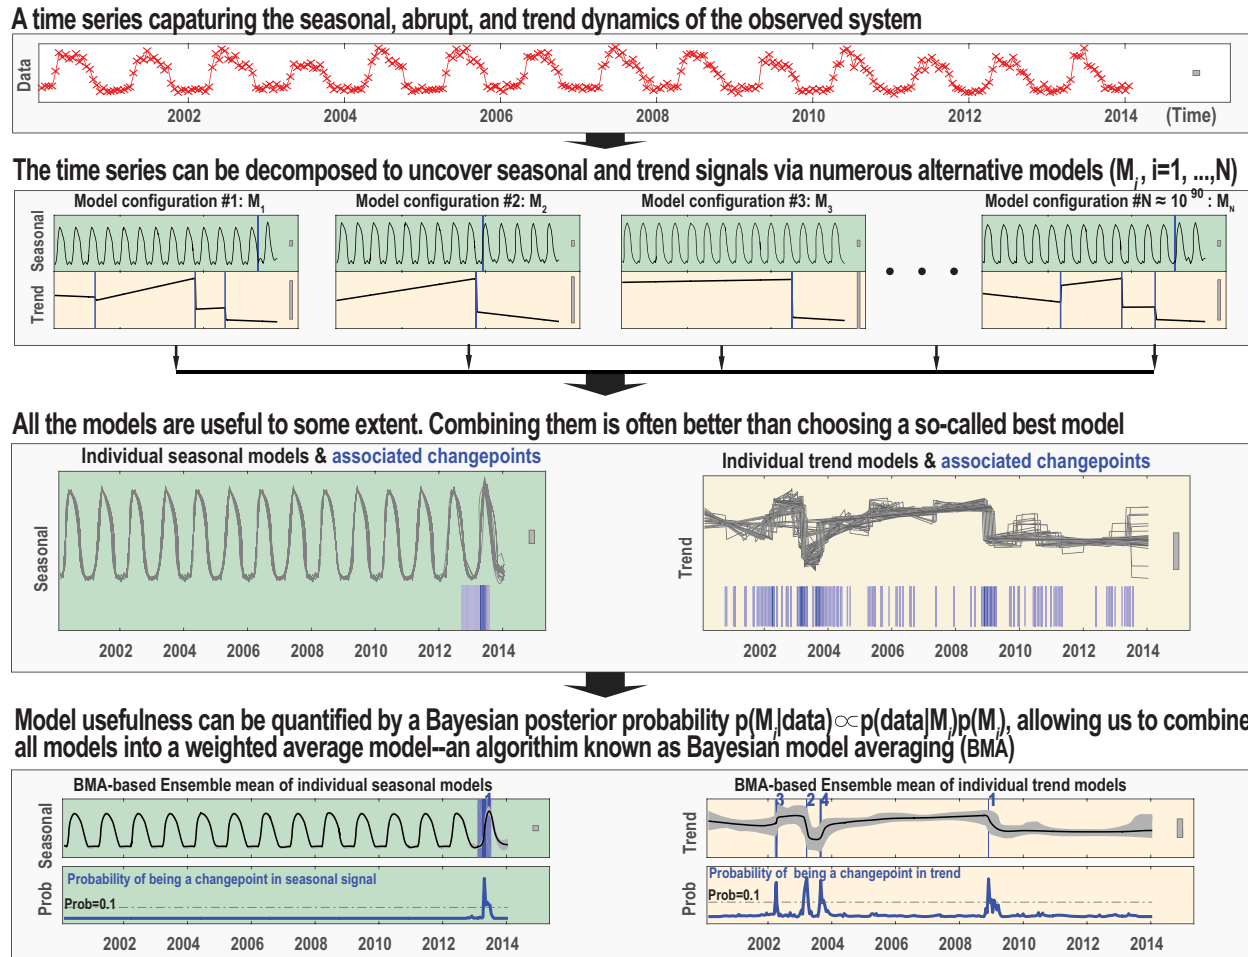 A time series capaturing the seasonal, abrupt, and trend dynamics of the observed system
Data
2002 2004 2006 2008 2010 2012 2014 (Time)
The time series can be decomposed to uncover seasonal and trend signals via numerous alternative models (Mi, i=1, ...,N)
Model configuration #1: M1 Model configuration #2: M2 Model configuration #3: M3 Model configuration #N ≈ 10^90 : MN
Seasonal
Trend
• • •
All the models are useful to some extent. Combining them is often better than choosing a so-called best model
Individual seasonal models & associated changepoints
Seasonal
2002 2004 2006 2008 2010 2012 2014
Individual trend models & associated changepoints
Trend
2002 2004 2006 2008 2010 2012 2014
Model usefulness can be quantified by a Bayesian posterior probability p(Mi|data)∝p(data|Mi)p(Mi), allowing us to combine
all models into a weighted average model--an algorithim known as Bayesian model averaging (BMA)
BMA-based Ensemble mean of individual seasonal models
1
Seasonal
Probability of being a changepoint in seasonal signal
Prob=0.1
Prob
2002 2004 2006 2008 2010 2012 2014
BMA-based Ensemble mean of individual trend models
3 2 4 1
Trend
Probability of being a changepoint in trend
Prob=0.1
Prob
2002 2004 2006 2008 2010 2012 2014